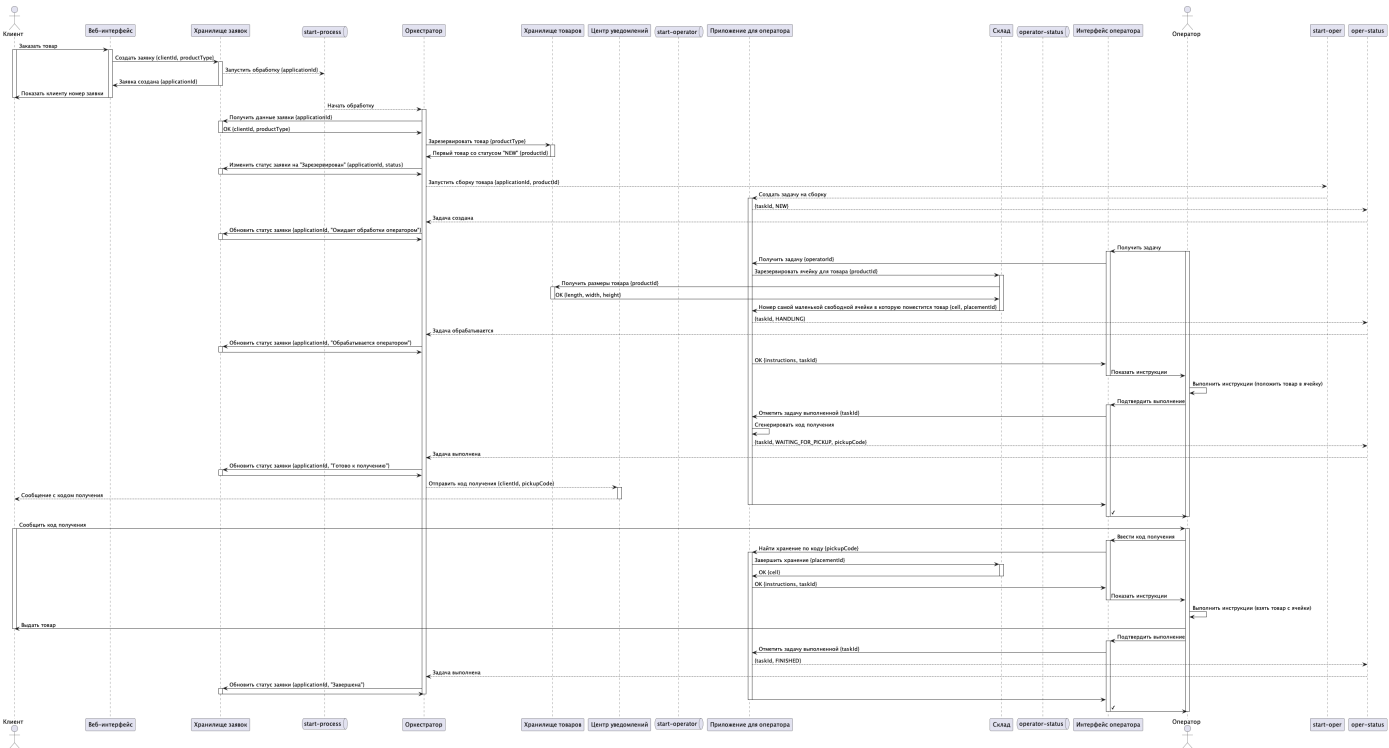 Клиент
Веб-интерфейс
Хранилище заявок
start-process
Оркестратор
Хранилище товаров
Центр уведомлений
start-operator
Приложение для оператора
Склад
operator-status
Интерфейс оператора
Оператор
start-oper
oper-status
Заказать товар
Создать заявку (clientId, productType)
Запустить обработку (applicationId)
Заявка создана (applicationId)
Показать клиенту номер заявки
Начать обработку
Получить данные заявки (applicationId)
OK (clientId, productType)
Зарезервировать товар (productType)
Первый товар со статусом "NEW" (productId)
Изменить статус заявки на "Зарезервирован" (applicationId, status)
Запустить сборку товара (applicationId, productId)
Создать задачу на сборку
(taskId, NEW)
Задача создана
Обновить статус заявки (applicationId, "Ожидает обработки оператором")
Получить задачу
Получить задачу (operatorId)
Зарезервировать ячейку для товара (productId)
Получить размеры товара (productId)
OK (length, width, height)
Номер самой маленькой свободной ячейки в которую поместится товар (cell, placementId)
(taskId, HANDLING)
Задача обрабатывается
Обновить статус заявки (applicationId, "Обрабатывается оператором")
OK (instructions, taskId)
Показать инструкции
Выполнить инструкции (положить товар в ячейку)
Подтвердить выполнение
Отметить задачу выполненной (taskId)
Сгенерировать код получения
(taskId, WAITING_FOR_PICKUP, pickupCode)
Задача выполнена
Обновить статус заявки (applicationId, "Готово к получению")
Отправить код получения (clientId, pickupCode)
Сообщение с кодом получения
✓
Сообщить код получения
Ввести код получения
Найти хранение по коду (pickupCode)
Завершить хранение (placementId)
OK (cell)
OK (instructions, taskId)
Показать инструкции
Выполнить инструкции (взять товар с ячейки)
Выдать товар
Подтвердить выполнение
Отметить задачу выполненной (taskId)
(taskId, FINISHED)
Задача выполнена
Обновить статус заявки (applicationId, "Завершена")
✓
Клиент
Веб-интерфейс
Хранилище заявок
start-process
Оркестратор
Хранилище товаров
Центр уведомлений
start-operator
Приложение для оператора
Склад
operator-status
Интерфейс оператора
Оператор
start-oper
oper-status